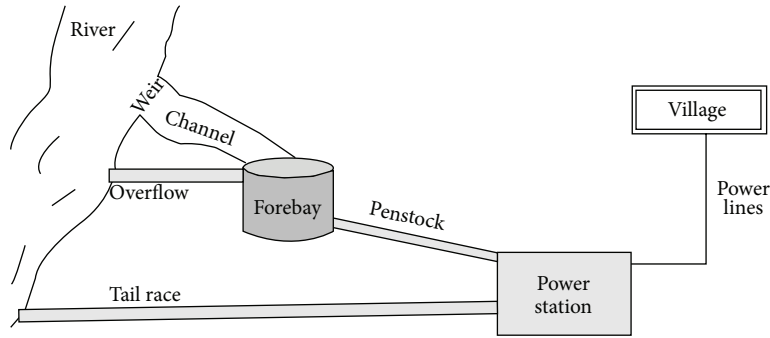 River
Weir
Channel
Village
Overflow
Forebay
Penstock
Power
lines
Tail race
Power
station